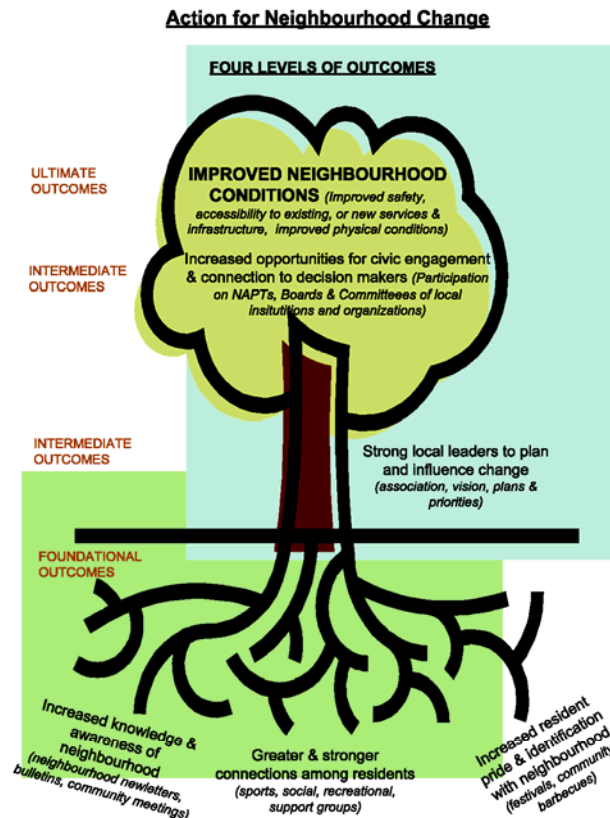 Action for Neighbourhood Change
FOUR LEVELS OF OUTCOMES
ULTIMATE
OUTCOMES
IMPROVED NEIGHBOURHOOD
CONDITIONS (Improved safety,
accessibility to existing, or new services &
infrastructure, improved physical conditions)
INTERMEDIATE
OUTCOMES
Increased opportunities for civic engagement
& connection to decision makers (Participation
on NAPTs, Boards & Committeees of local
insitutions and organizations)
INTERMEDIATE
OUTCOMES
Strong local leaders to plan
and influence change
(association, vision, plans &
priorities)
FOUNDATIONAL
OUTCOMES
Increased knowledge &
awareness of
neighbourhood
(neighbourhood newletters,
bulletins, community meetings)
Greater & stronger
connections among residents
(sports, social, recreational,
support groups)
Increased resident
pride & identification
with neighbourhood
(festivals, community
barbecues)